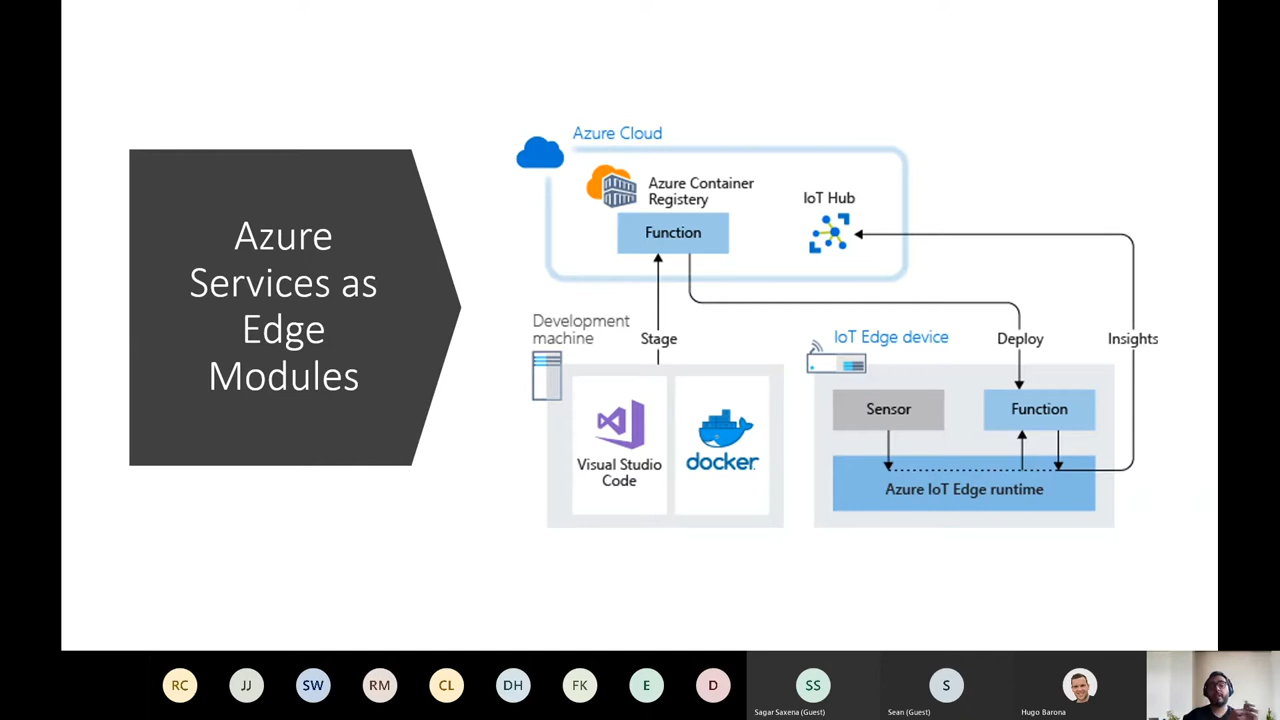 Azure
Services as
Edge
Modules
Azure Cloud
Azure Container
Registry
Function
IoT Hub
Development
machine
Stage
IoT Edge device
Deploy
Insights
Visual Studio
Code
docker
Sensor
Function
Azure IoT Edge runtime
RC
JJ
SW
RM
CL
DH
FK
E
D
SS
S
Sagar Saxena (Guest)
Sean (Guest)
Hugo Barona